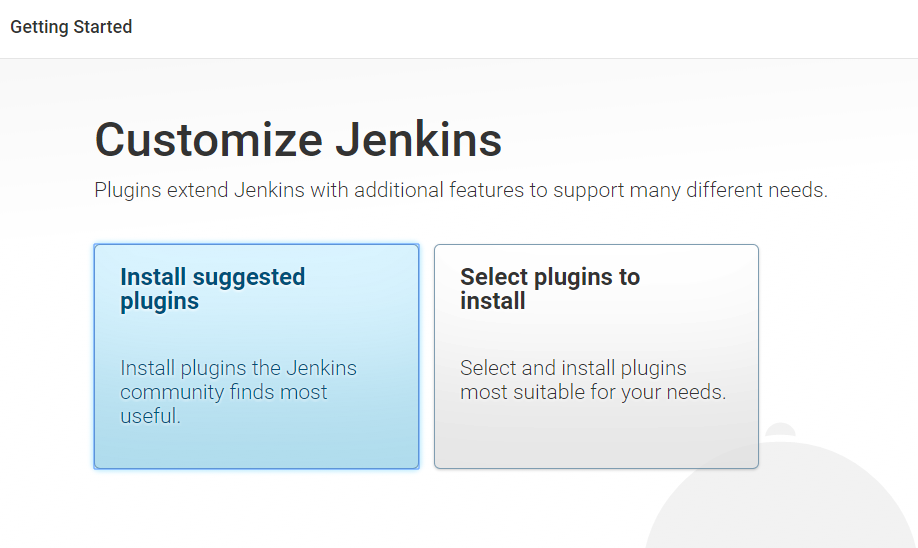 Getting Started
Customize Jenkins
Plugins extend Jenkins with additional features to support many different needs.
Install suggested
plugins
Install plugins the Jenkins
community finds most
useful.
Select plugins to
install
Select and install plugins
most suitable for your needs.